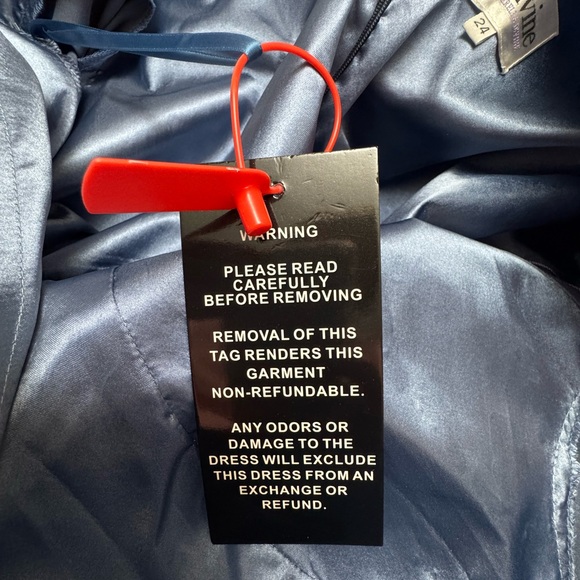 24
WARNING
PLEASE READ
CAREFULLY
BEFORE REMOVING
REMOVAL OF THIS
TAG RENDERS THIS
GARMENT
NON-REFUNDABLE.
ANY ODORS OR
DAMAGE TO THE
DRESS WILL EXCLUDE
THIS DRESS FROM AN
EXCHANGE OR
REFUND.